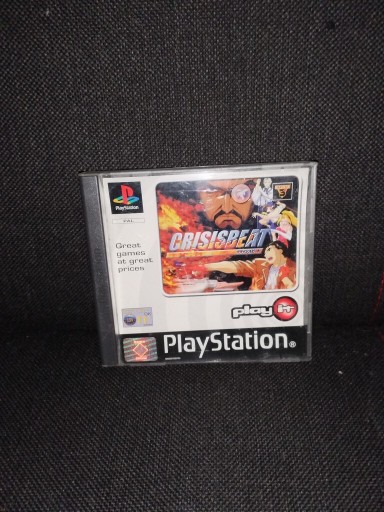 PlayStation
PAL
Great
games
at great
prices
CRISISBEAT
play it
PlayStation®